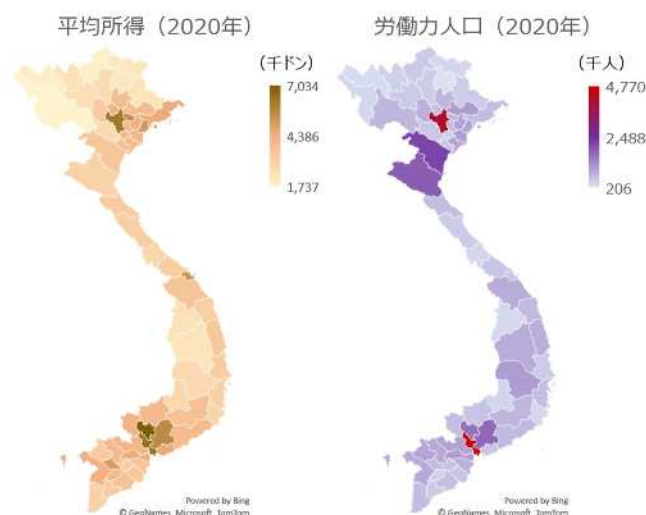 平均所得（2020年）
（千ドン）
7,034
4,386
1,737
Powered by Bing
© GeoNames, Microsoft, TomTom
労働力人口（2020年）
（千人）
4,770
2,488
206
Powered by Bing
© GeoNames, Microsoft, TomTom